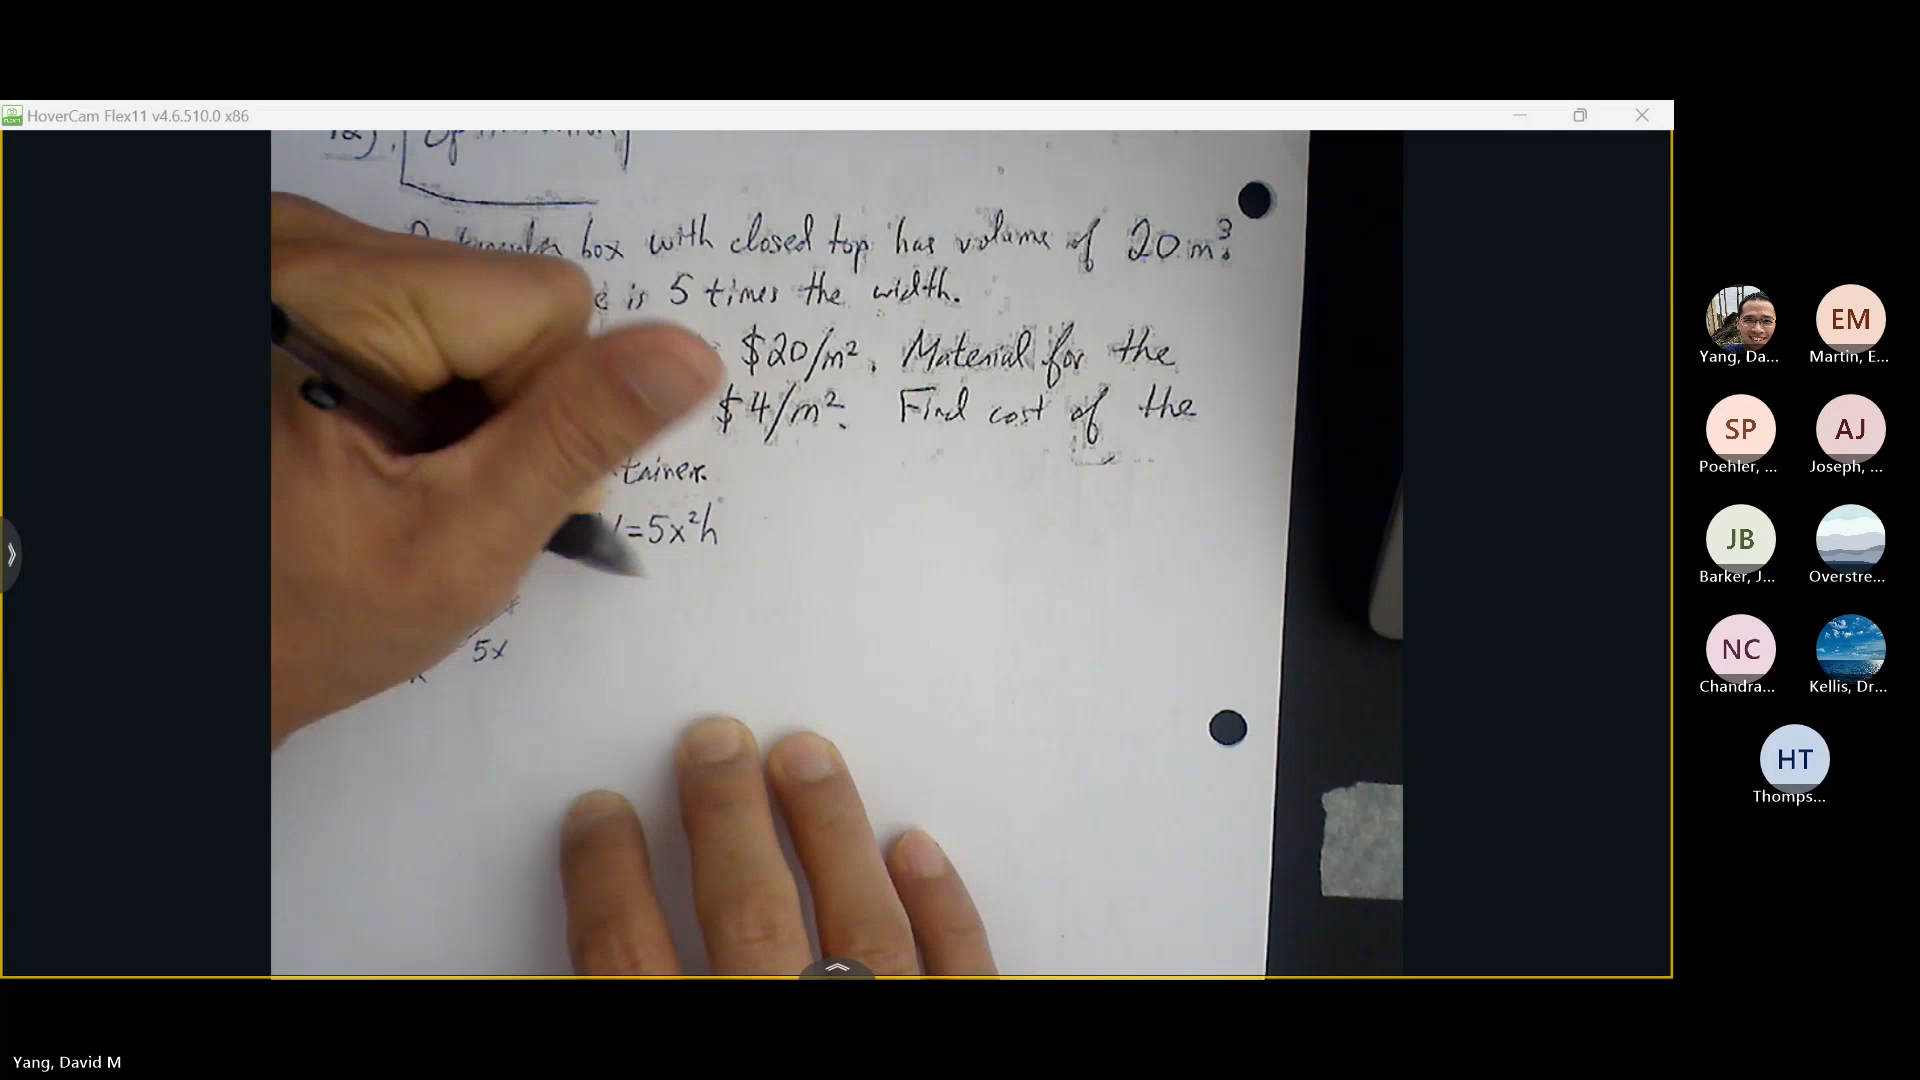 HoverCam Flex11 v4.6.510.0 x86
12).
box with closed top has volume of 20 m³.
is 5 times the width.
$20/m². Material for the
$4/m². Find cost of the
tainer.
V=5x²h
5x
Yang, Da...
EM
Martin, E...
SP
Poehler, ...
AJ
Joseph, ...
JB
Barker, J...
Overstre...
NC
Chandra...
Kellis, Dr...
HT
Thomps...
Yang, David M